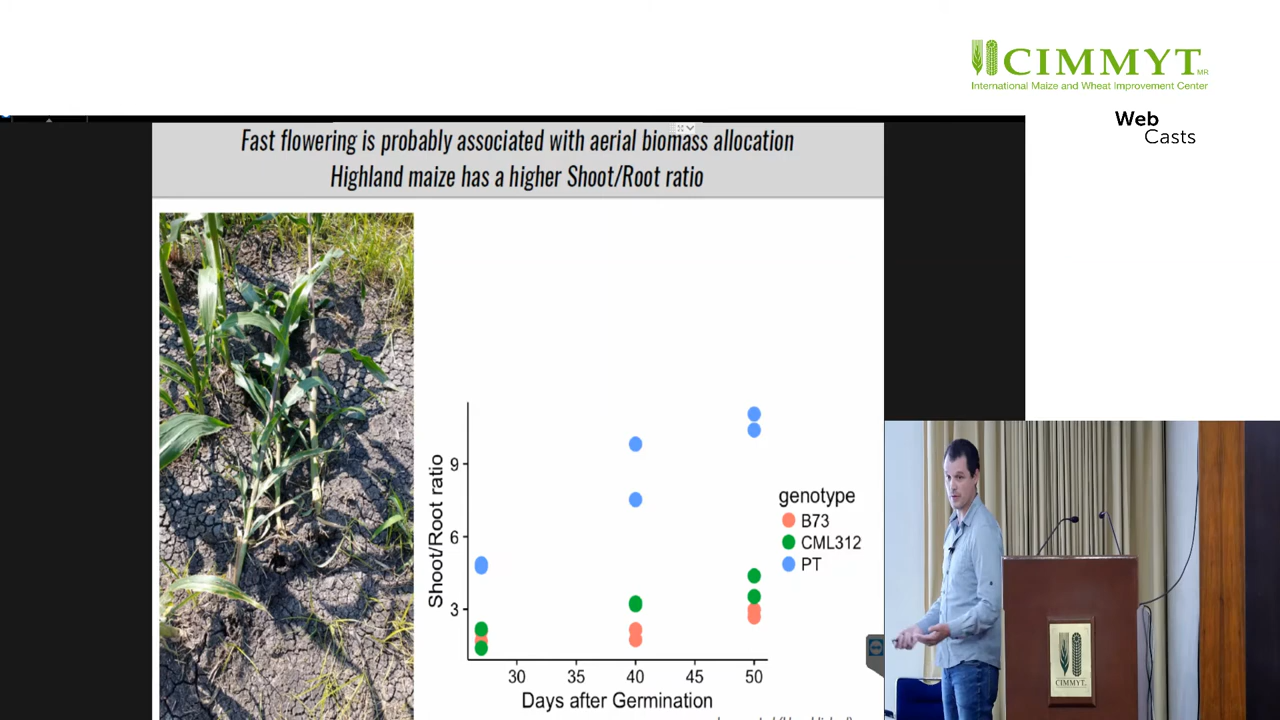 CIMMYT MR
International Maize and Wheat Improvement Center
Web
Casts
Fast flowering is probably associated with aerial biomass allocation
Highland maize has a higher Shoot/Root ratio
Shoot/Root ratio
9
6
3
30
35
40
45
50
Days after Germination
genotype
B73
CML312
PT
CIMMYT